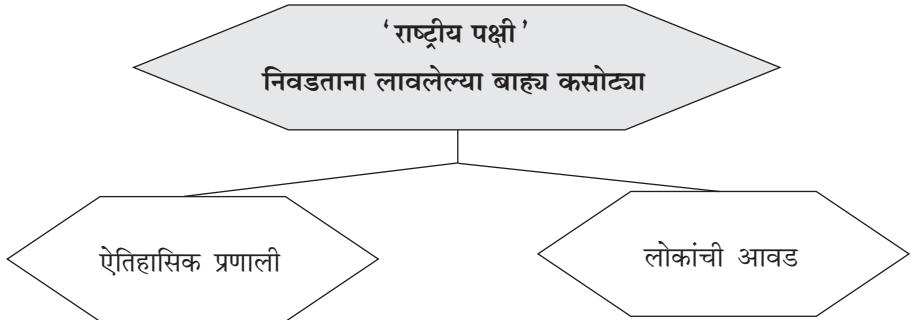 ‘राष्ट्रीय पक्षी’
निवडताना लावलेल्या बाह्य कसोट्या
ऐतिहासिक प्रणाली
लोकांची आवड